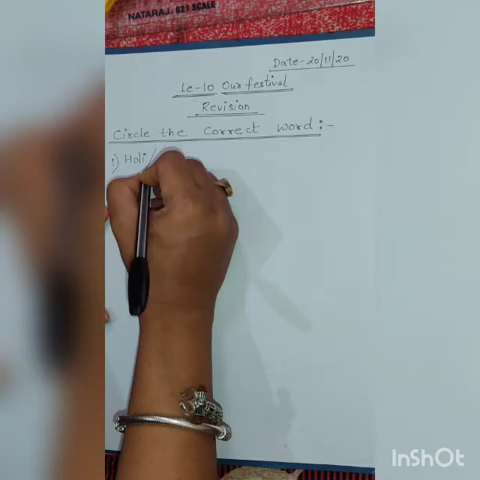 NATARAJ 621 SCALE
Date-20/11/20
Le-10 Our festival
Revision
Circle the Correct word:-
1) Holi/
InShOt